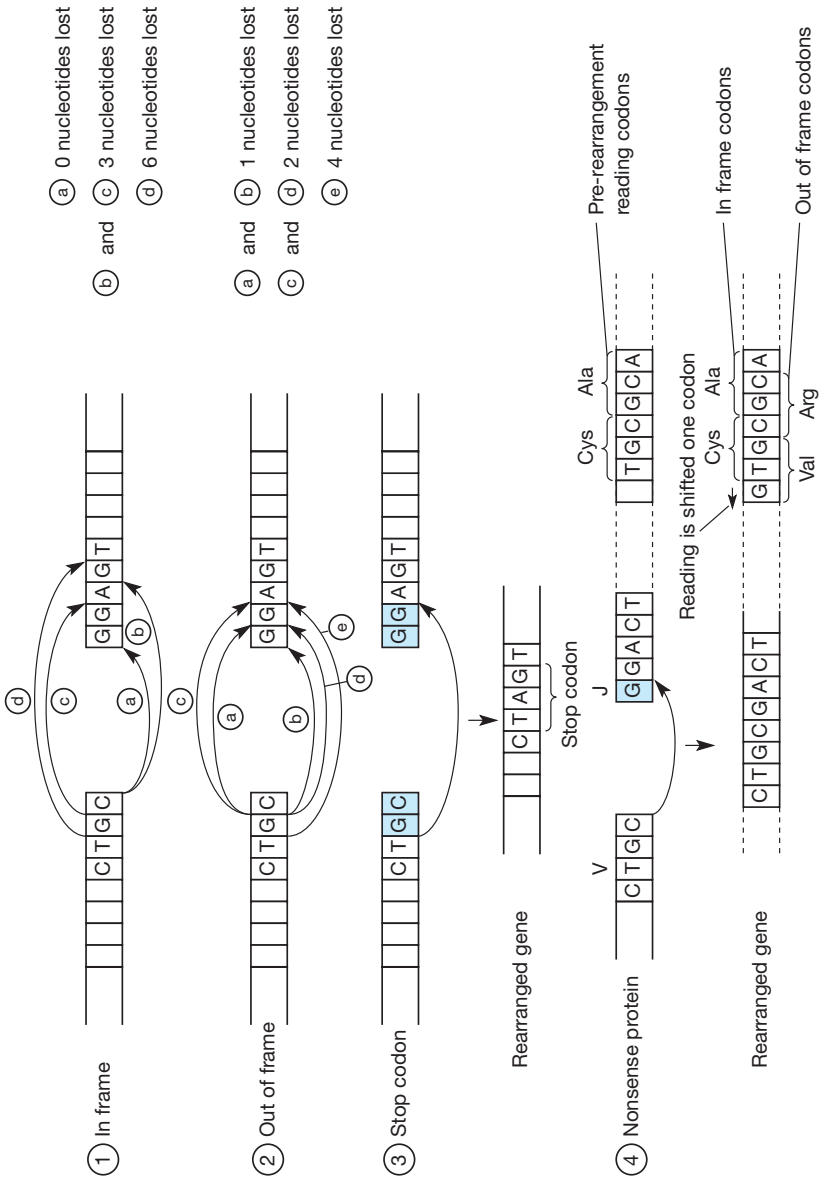 1 In frame
d
c
a
b
C T G C
G G A G T
a 0 nucleotides lost
b and c 3 nucleotides lost
d 6 nucleotides lost
2 Out of frame
c
a
b
d
e
C T G C
G G A G T
a and b 1 nucleotides lost
c and d 2 nucleotides lost
e 4 nucleotides lost
3 Stop codon
C T G C
G G A G T
Rearranged gene
C T A G T
Stop codon
4 Nonsense protein
V
C T G C
J
G G A C T
Cys
Ala
T G C G C A
Pre-rearrangement
reading codons
Reading is shifted one codon
Rearranged gene
C T G C G A C T
Cys
Ala
G T G C G C A
Val
Arg
In frame codons
Out of frame codons